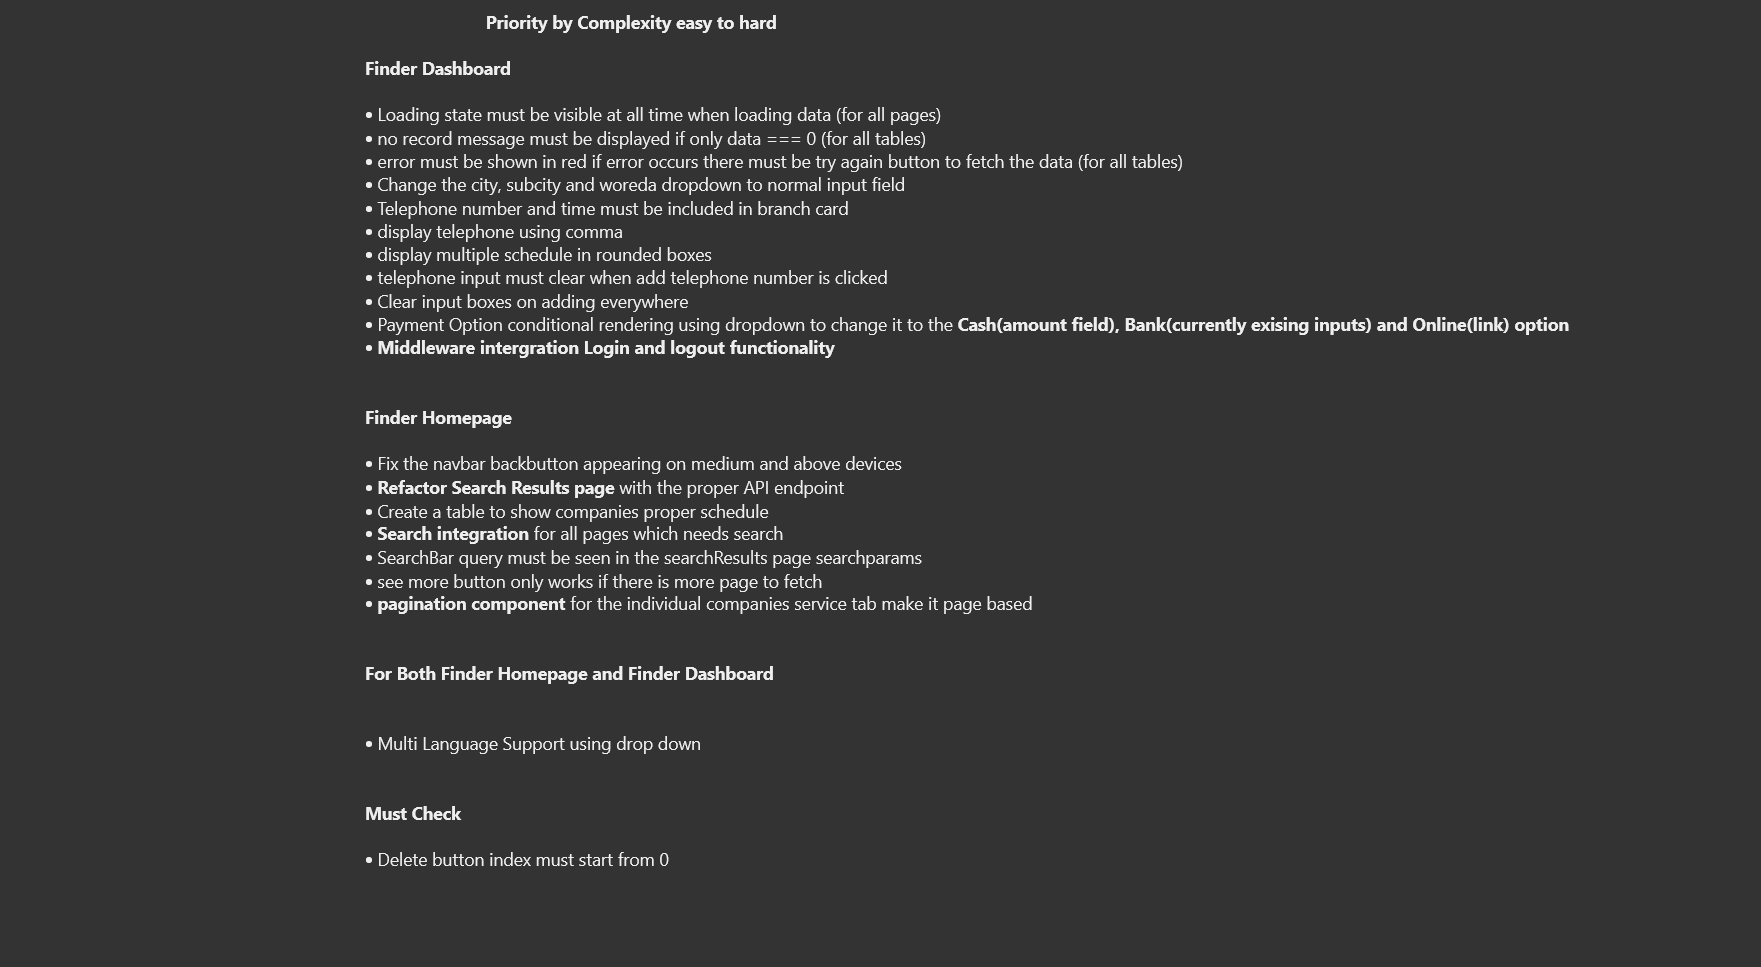 Priority by Complexity easy to hard
Finder Dashboard
• Loading state must be visible at all time when loading data (for all pages)
• no record message must be displayed if only data === 0 (for all tables)
• error must be shown in red if error occurs there must be try again button to fetch the data (for all tables)
• Change the city, subcity and woreda dropdown to normal input field
• Telephone number and time must be included in branch card
• display telephone using comma
• display multiple schedule in rounded boxes
• telephone input must clear when add telephone number is clicked
• Clear input boxes on adding everywhere
• Payment Option conditional rendering using dropdown to change it to the Cash(amount field), Bank(currently exising inputs) and Online(link) option
• Middleware intergration Login and logout functionality
Finder Homepage
• Fix the navbar backbutton appearing on medium and above devices
• Refactor Search Results page with the proper API endpoint
• Create a table to show companies proper schedule
• Search integration for all pages which needs search
• SearchBar query must be seen in the searchResults page searchparams
• see more button only works if there is more page to fetch
• pagination component for the individual companies service tab make it page based
For Both Finder Homepage and Finder Dashboard
• Multi Language Support using drop down
Must Check
• Delete button index must start from 0